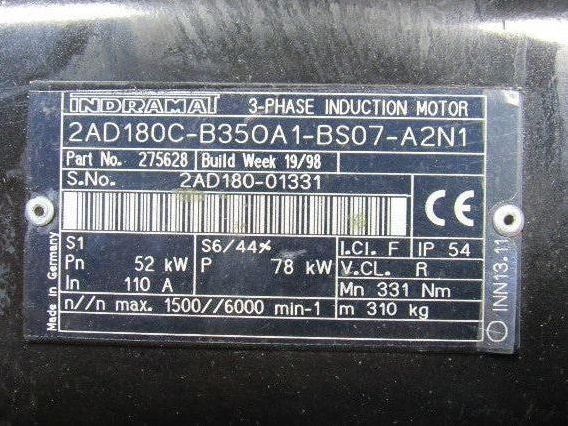 INDRAMAT 3-PHASE INDUCTION MOTOR
2AD180C-B350A1-BS07-A2N1
Part No. 275628 Build Week 19/98
S.No. 2AD180-01331
CE
S1 S6/44% I.Cl. F IP 54
Pn 52 kW P 78 kW V.CL. R
In 110 A Mn 331 Nm
n//n max. 1500//6000 min-1 m 310 kg
Made in Germany
INN13.11